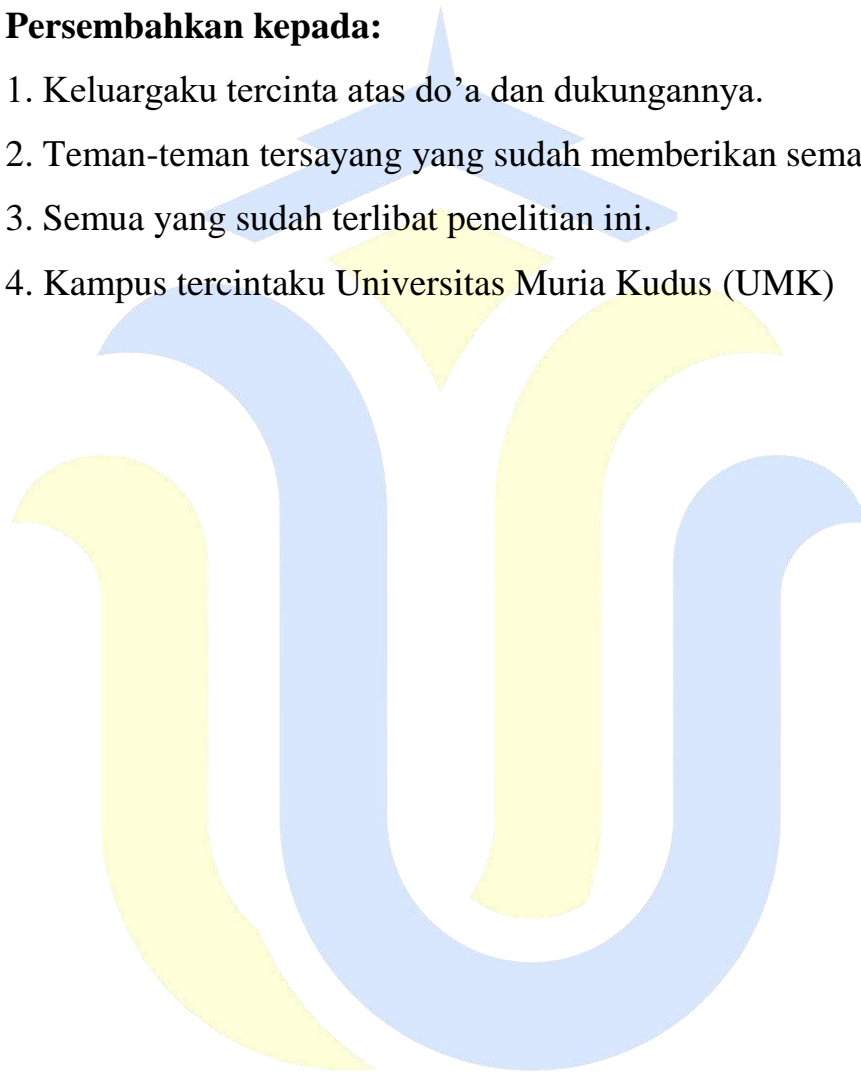 Persembahkan kepada:
1. Keluargaku tercinta atas do’a dan dukungannya.
2. Teman-teman tersayang yang sudah memberikan
3. Semua yang sudah terlibat penelitian ini.
4. Kampus tercintaku Universitas Muria Kudus (UMK)